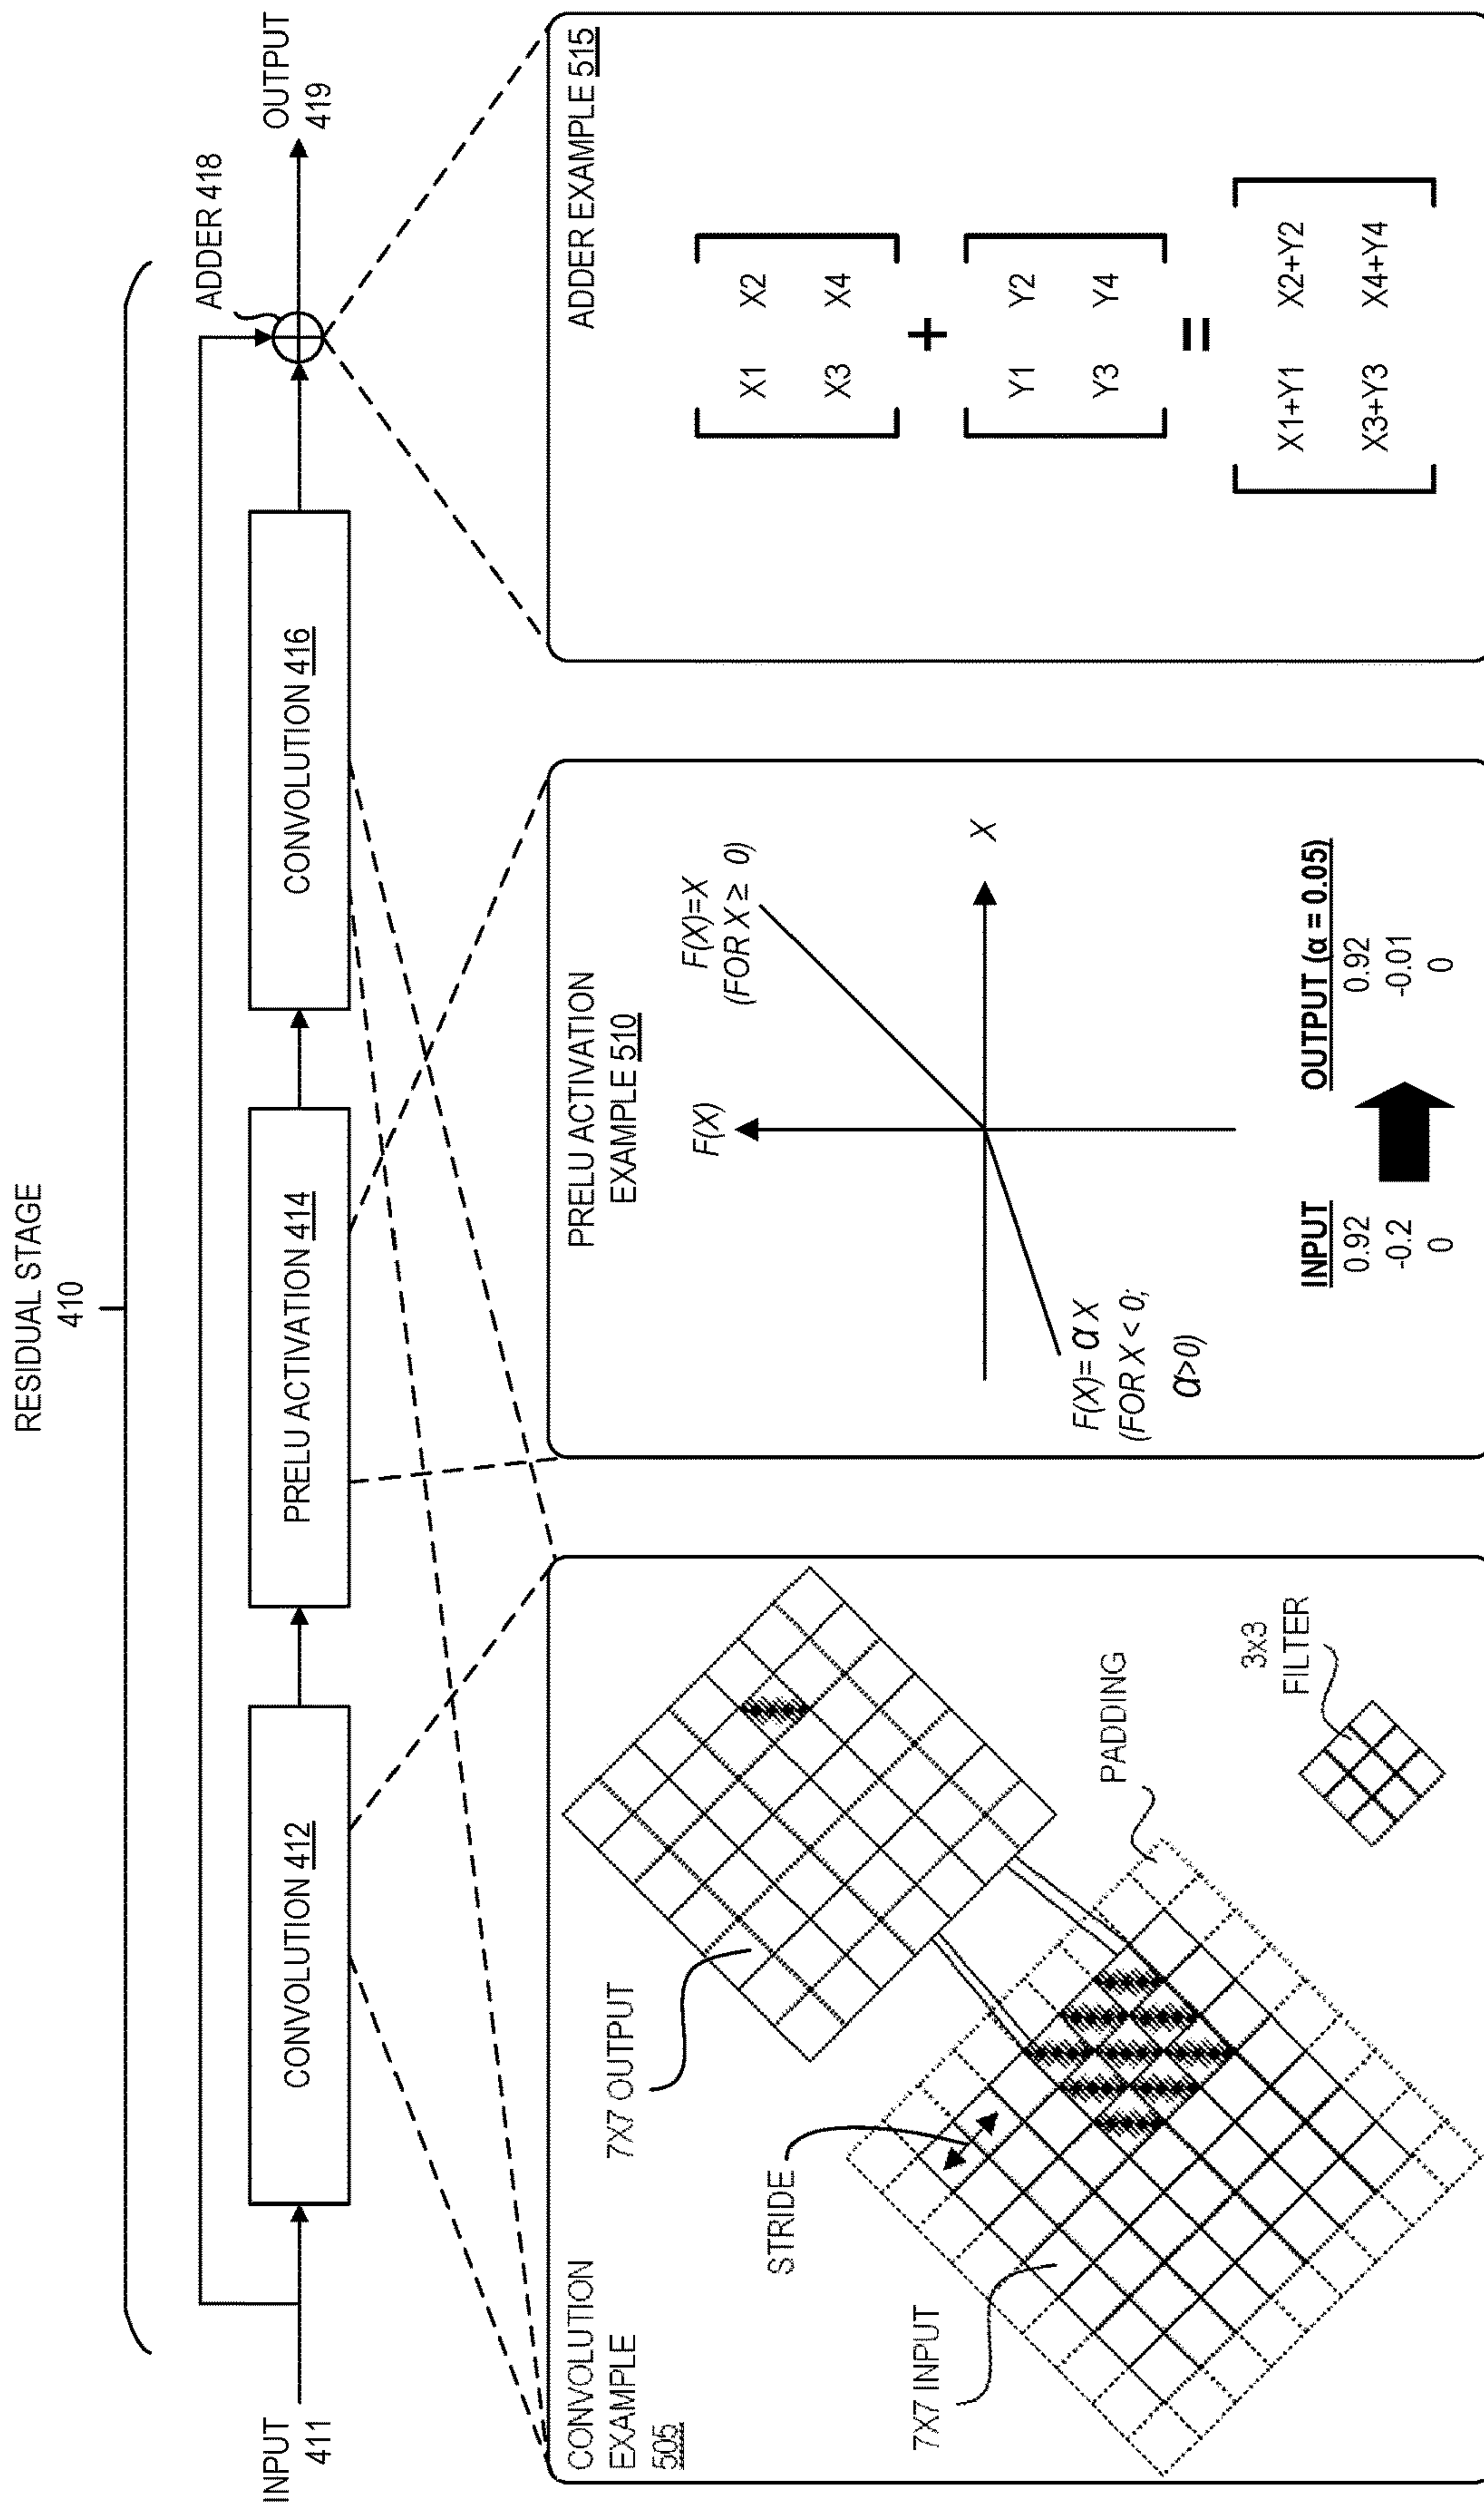 RESIDUAL STAGE
410
INPUT
411
CONVOLUTION 412
PRELU ACTIVATION 414
CONVOLUTION 416
ADDER 418
OUTPUT
419
CONVOLUTION
EXAMPLE
505
7X7 OUTPUT
STRIDE
7X7 INPUT
PADDING
3x3
FILTER
PRELU ACTIVATION
EXAMPLE 510
F(X)
F(X)=X
(FOR X ≥ 0)
X
F(X)= α X
(FOR X < 0;
α>0)
INPUT OUTPUT (α = 0.05)
0.92 0.92
-0.2 -0.01
0 0
ADDER EXAMPLE 515
X1 X2
X3 X4
+
Y1 Y2
Y3 Y4
=
X1+Y1 X2+Y2
X3+Y3 X4+Y4